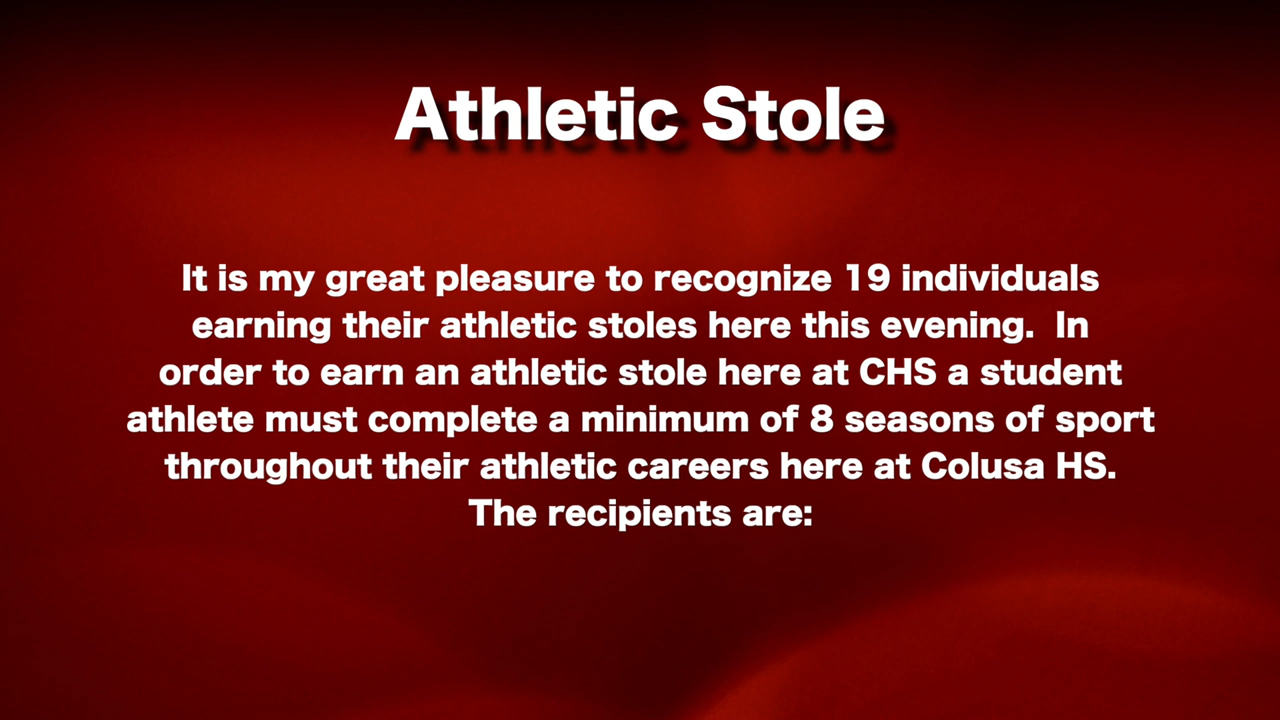 Athletic Stole
It is my great pleasure to recognize 19 individuals
earning their athletic stoles here this evening.  In
order to earn an athletic stole here at CHS a student
athlete must complete a minimum of 8 seasons of sport
throughout their athletic careers here at Colusa HS.
The recipients are: